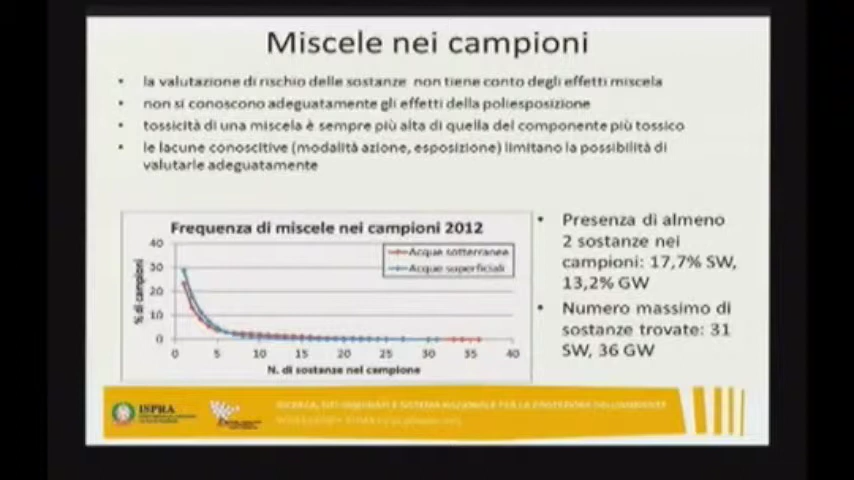 Miscele nei campioni
• la valutazione di rischio delle sostanze non tiene conto degli effetti miscela
• non si conoscono adeguatamente gli effetti della poliesposizione
• tossicità di una miscela è sempre più alta di quella del componente più tossico
• le lacune conoscitive (modalità azione, esposizione) limitano la possibilità di
valutarle adeguatamente
Frequenza di miscele nei campioni 2012
% di campioni
40
30
20
10
0
Acque sotterranee
Acque superficiali
0 5 10 15 20 25 30 35 40
N. di sostanze nel campione
• Presenza di almeno
2 sostanze nei
campioni: 17,7% SW,
13,2% GW
• Numero massimo di
sostanze trovate: 31
SW, 36 GW
ISPRA